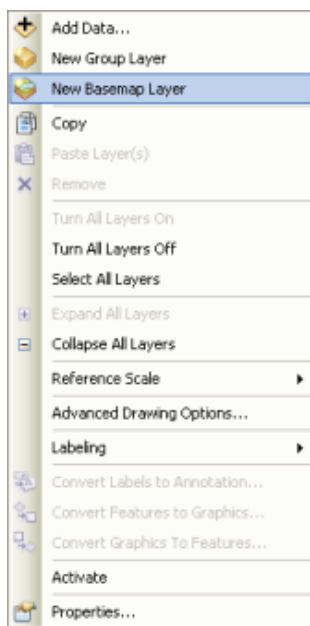 Add Data...
New Group Layer
New Basemap Layer
Copy
Paste Layer(s)
Remove
Turn All Layers On
Turn All Layers Off
Select All Layers
Expand All Layers
Collapse All Layers
Reference Scale
Advanced Drawing Options...
Labeling
Convert Labels to Annotation...
Convert Features to Graphics...
Convert Graphics To Features...
Activate
Properties...